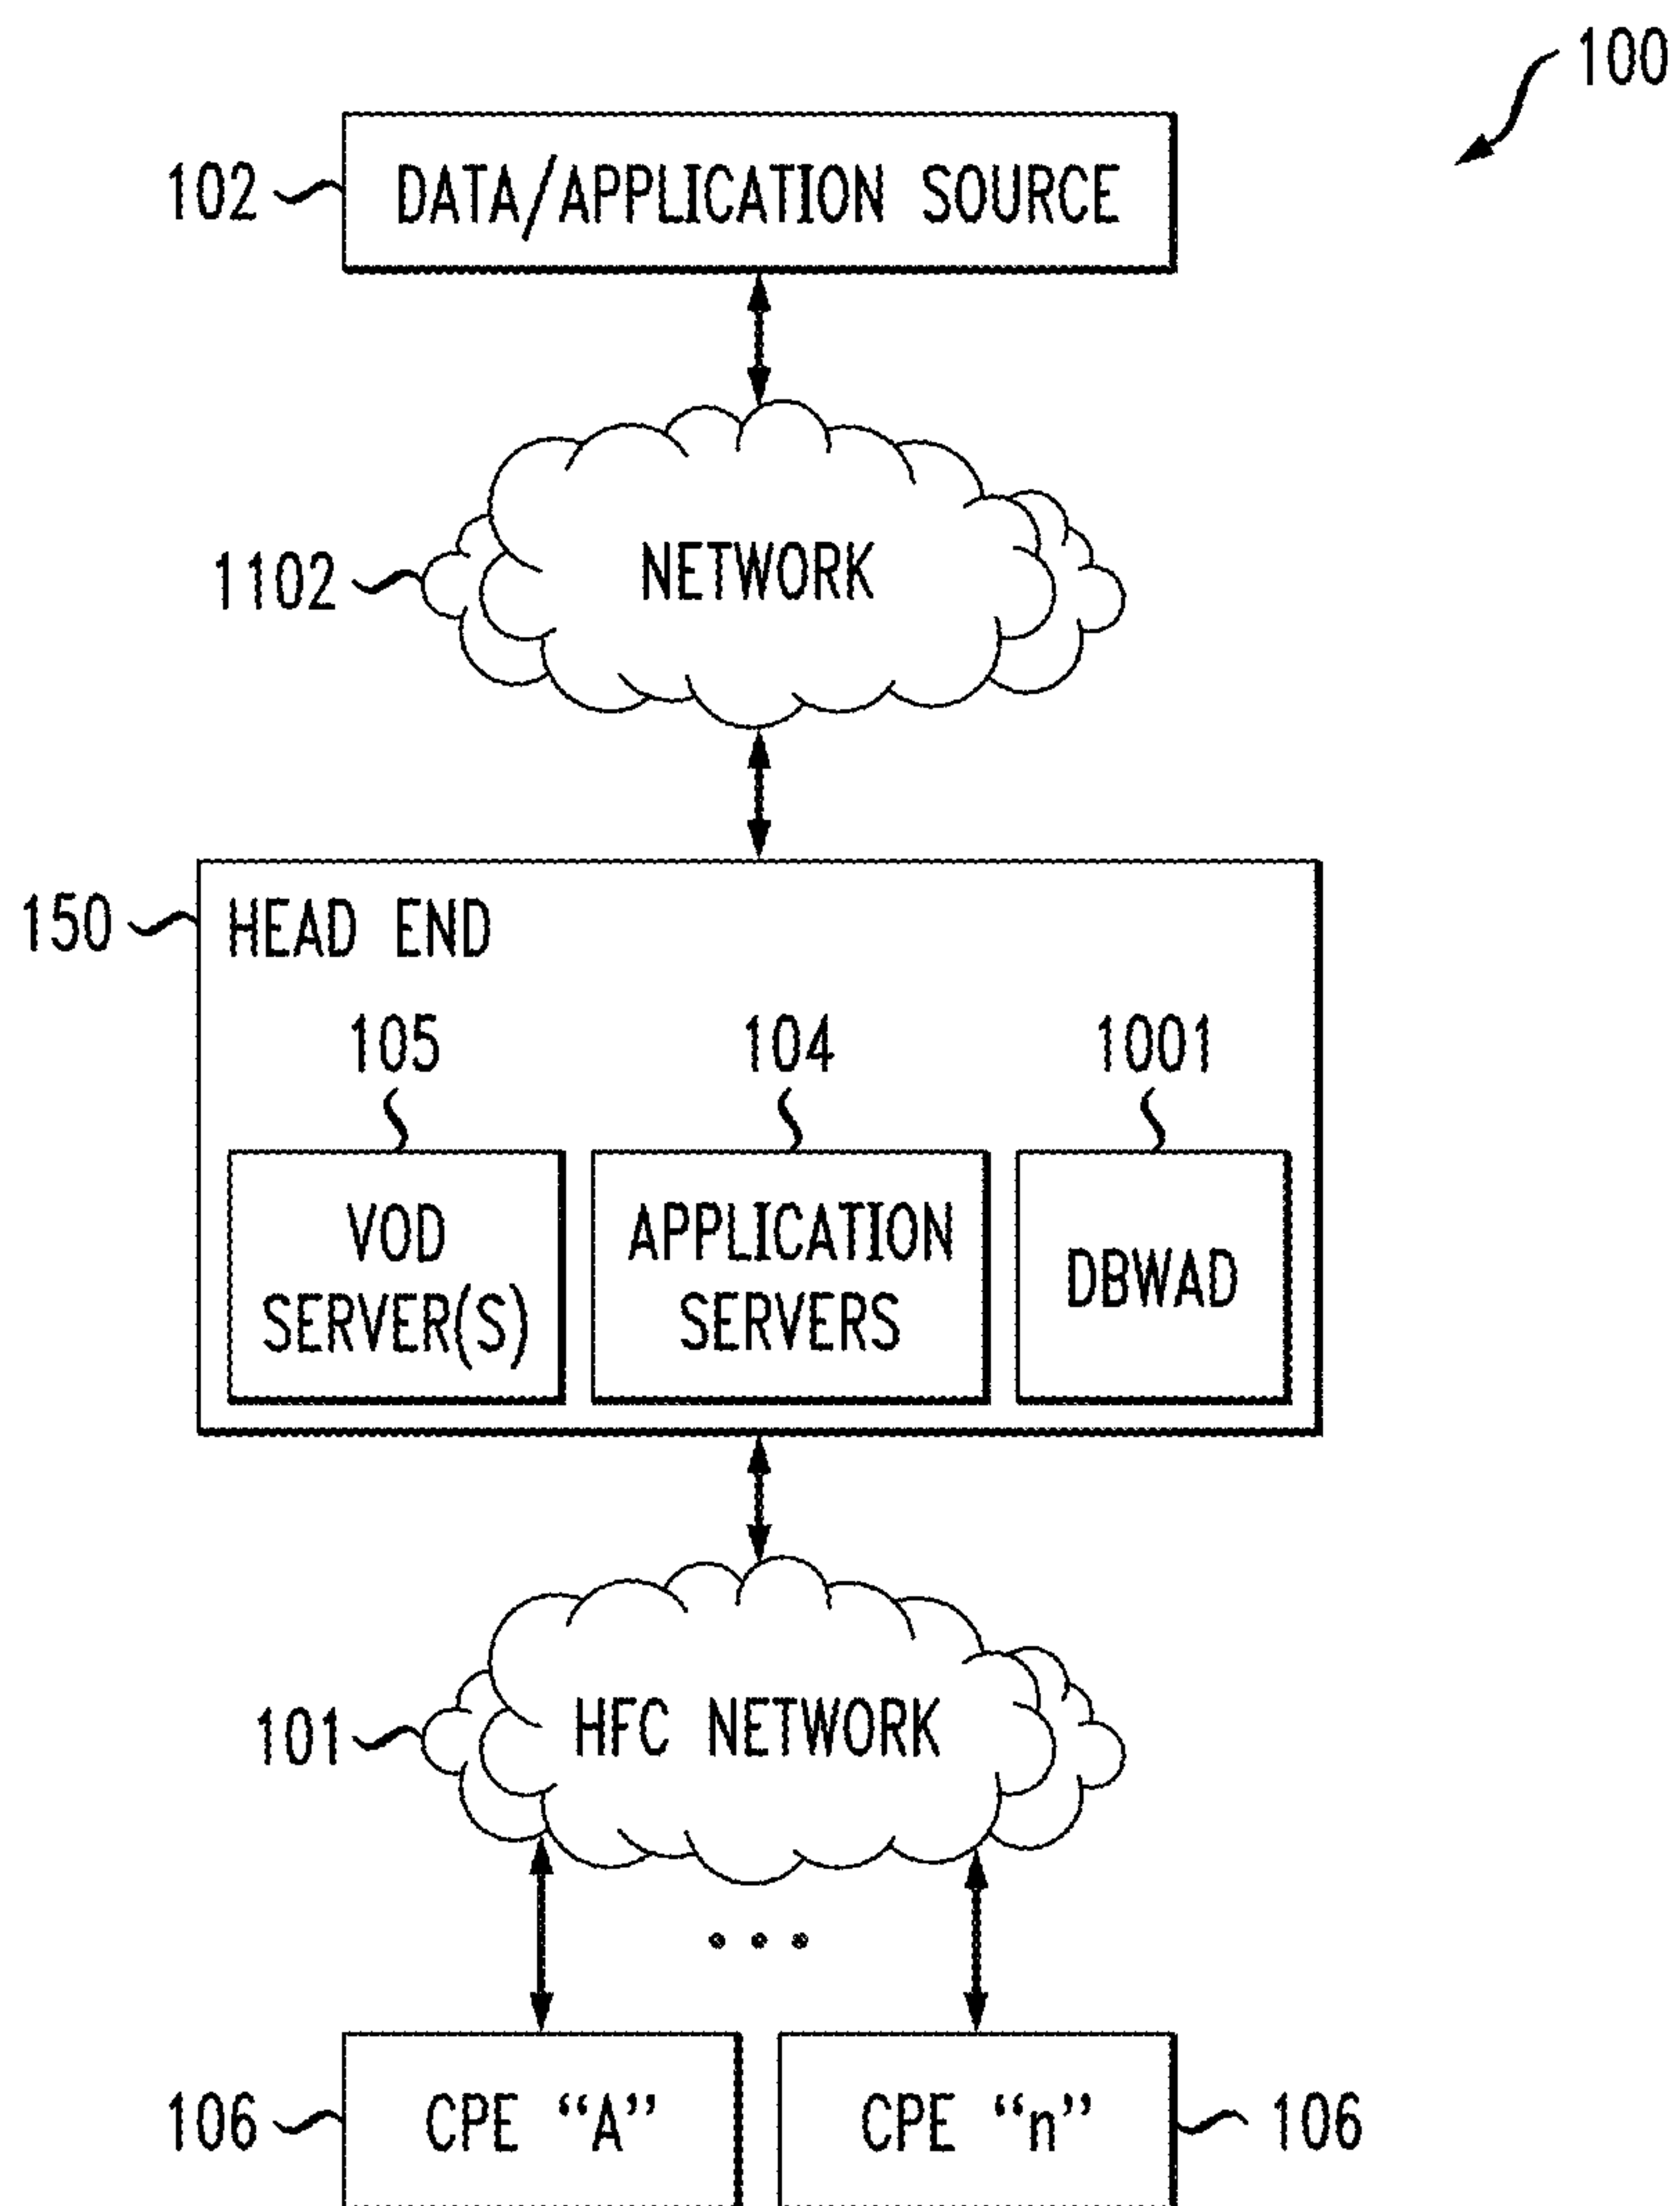 100
102
DATA/APPLICATION SOURCE
1102
NETWORK
150
HEAD END
105
104
1001
VOD
SERVER(S)
APPLICATION
SERVERS
DBWAD
101
HFC NETWORK
106
CPE “A”
CPE “n”
106